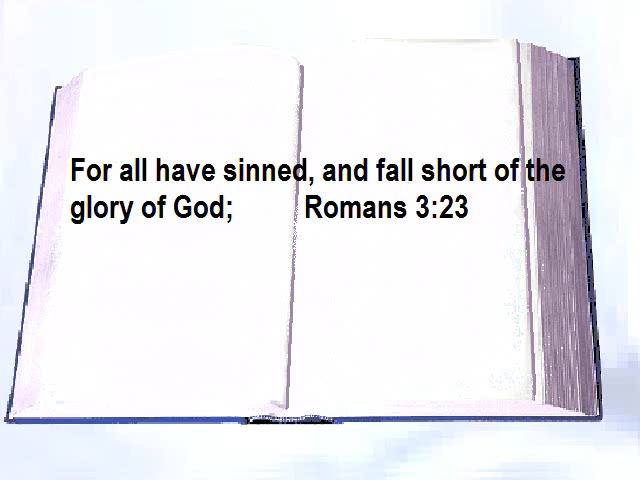 For all have sinned, and fall short of the
glory of God; Romans 3:23